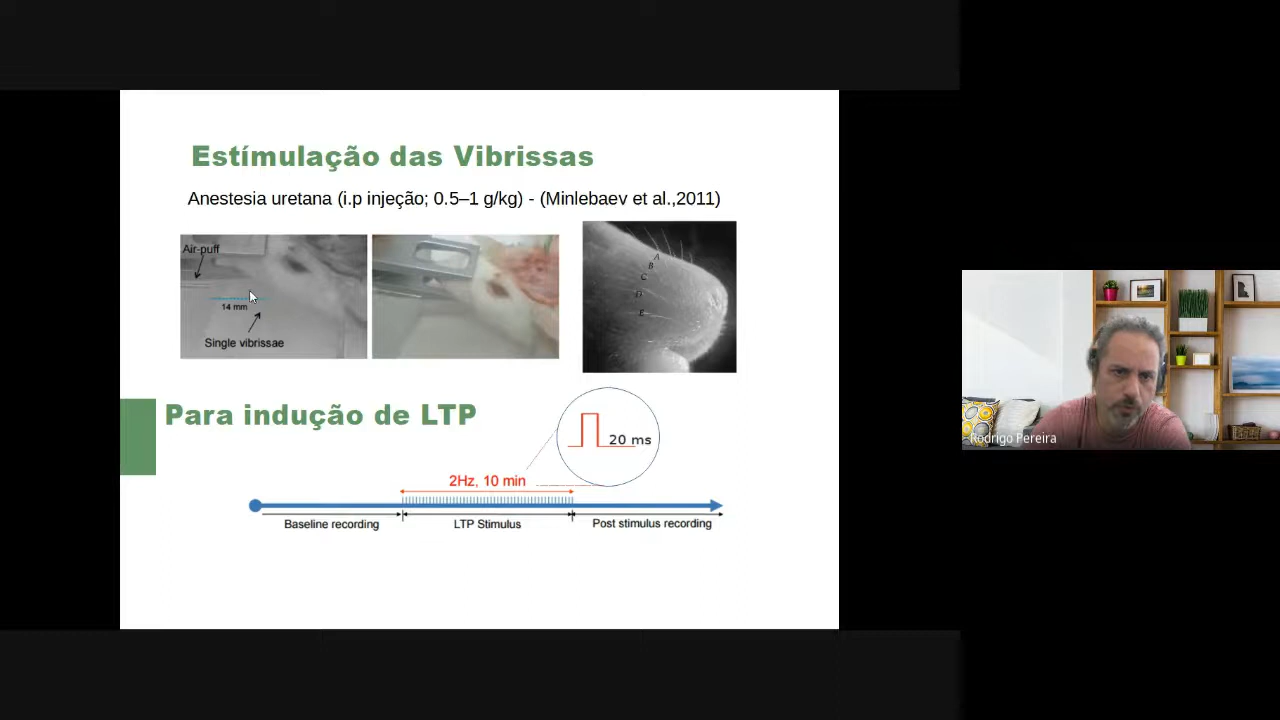 Estímulação das Vibrissas
Anestesia uretana (i.p injeção; 0.5–1 g/kg) - (Minlebaev et al.,2011)
Air-puff
14 mm
Single vibrissae
A
B
C
D
E
Para indução de LTP
20 ms
2Hz, 10 min
Baseline recording
LTP Stimulus
Post stimulus recording
Rodrigo Pereira